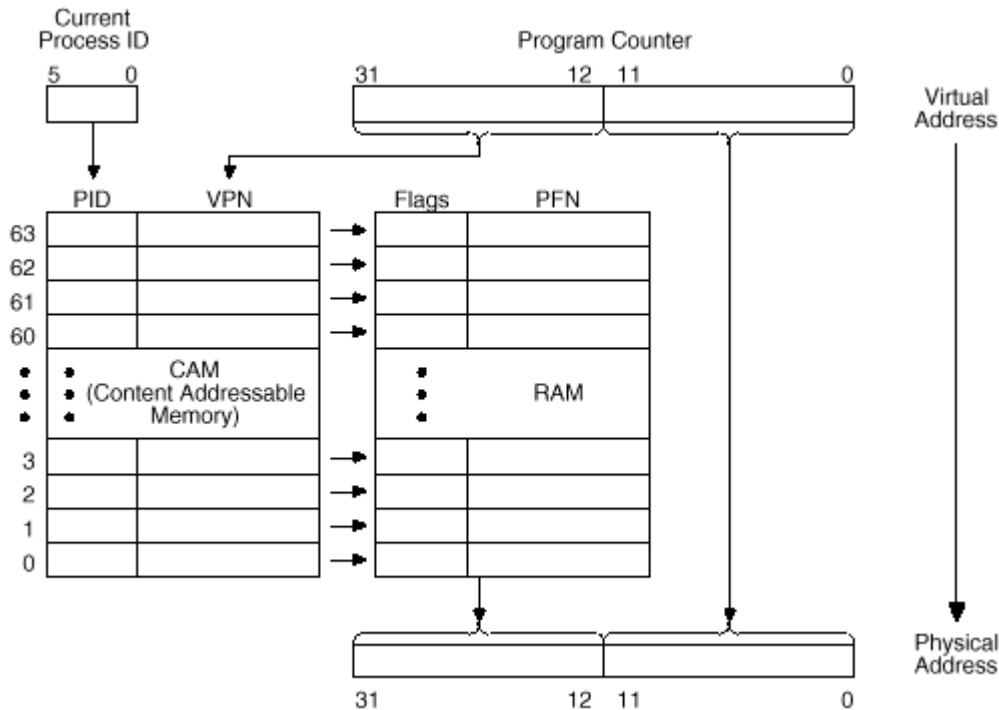 Current
Process ID
Program Counter
5 0
31 12 11 0
Virtual
Address
PID VPN Flags PFN
63
62
61
60
CAM
(Content Addressable
Memory)
RAM
3
2
1
0
Physical
Address
31 12 11 0